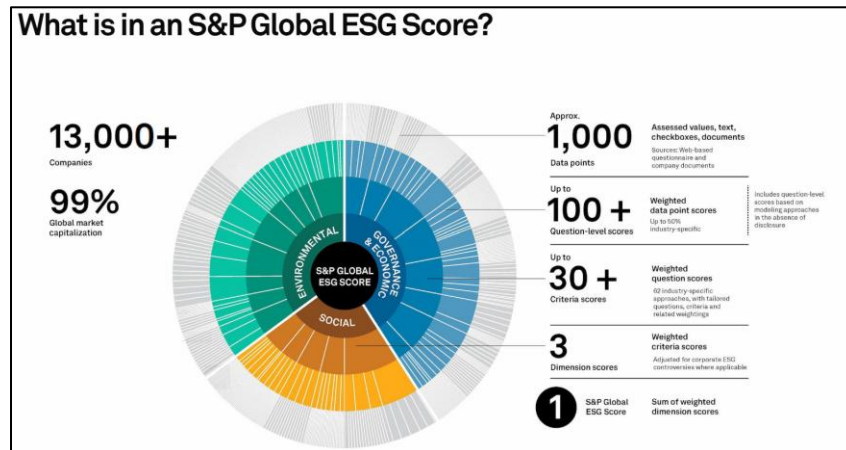 What is in an S&P Global ESG Score?
13,000+
Companies
99%
Global market
capitalization
ENVIRONMENTAL
GOVERNANCE
& ECONOMIC
S&P GLOBAL
ESG SCORE
SOCIAL
Approx.
1,000
Data points
Assessed values, text,
checkboxes, documents
Sources: Web-based
questionnaire and
company documents
Up to
100 +
Question-level scores
Weighted
data point scores
Up to 50%
industry-specific
Includes question-level
scores based on
modeling approaches
in the absence of
disclosure
Up to
30 +
Criteria scores
Weighted
question scores
62 industry-specific
approaches, with tailored
questions, criteria and
related weightings
3
Dimension scores
Weighted
criteria scores
Adjusted for corporate ESG
controversies where applicable
1
S&P Global
ESG Score
Sum of weighted
dimension scores